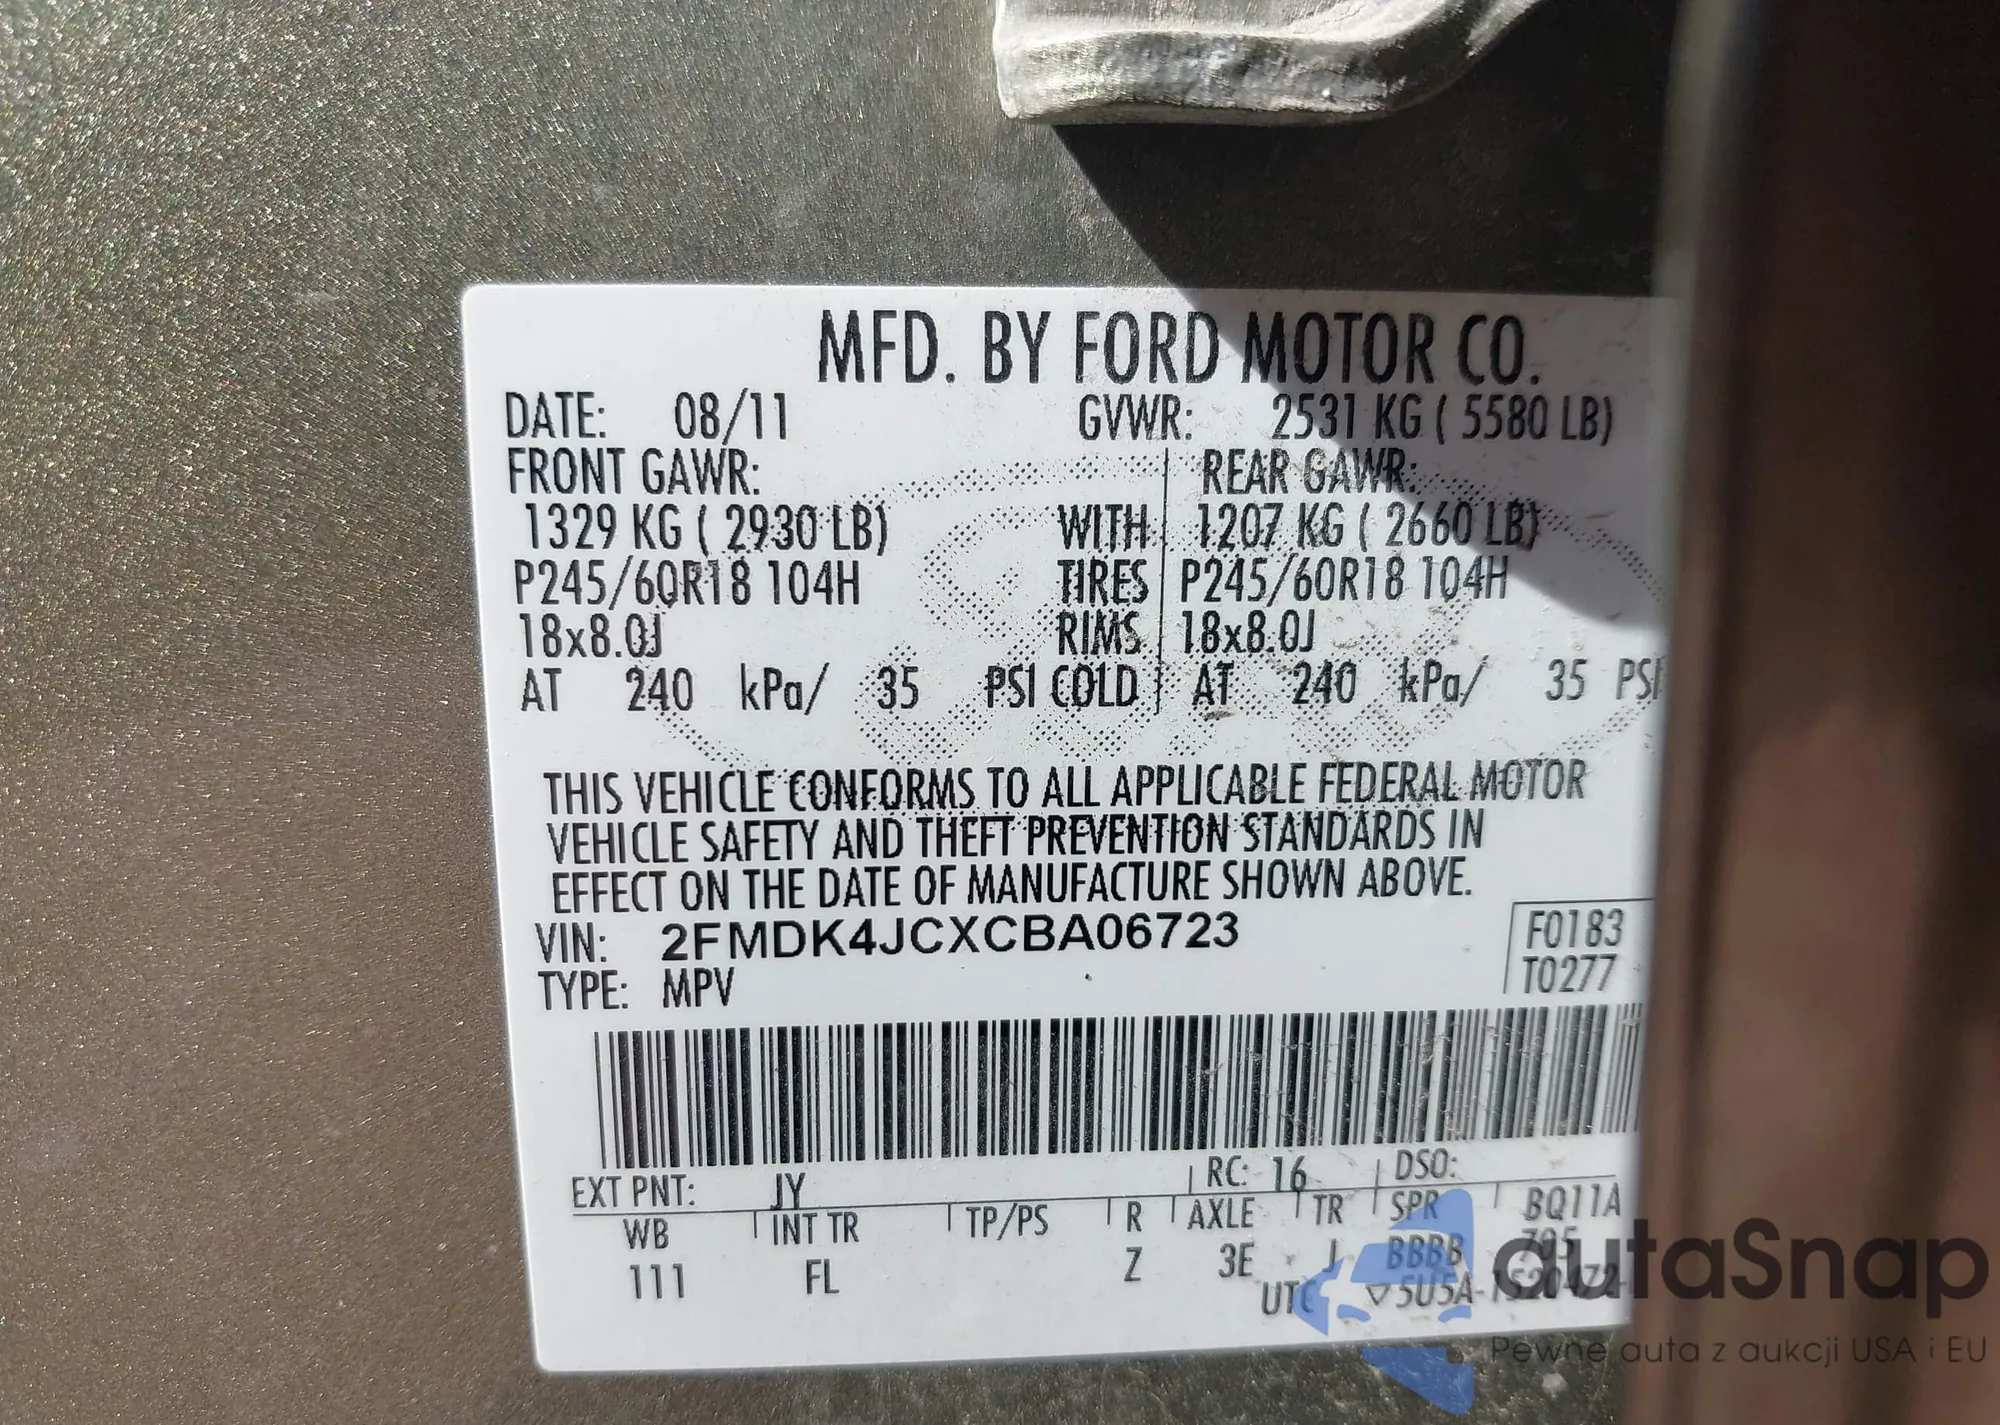 MFD. BY FORD MOTOR CO.
DATE: 08/11 GVWR: 2531 KG ( 5580 LB)
FRONT GAWR: REAR GAWR:
1329 KG ( 2930 LB) WITH 1207 KG ( 2660 LB)
P245/60R18 104H TIRES P245/60R18 104H
18x8.0J RIMS 18x8.0J
AT 240 kPa/ 35 PSI COLD AT 240 kPa/ 35 PSI
THIS VEHICLE CONFORMS TO ALL APPLICABLE FEDERAL MOTOR
VEHICLE SAFETY AND THEFT PREVENTION STANDARDS IN
EFFECT ON THE DATE OF MANUFACTURE SHOWN ABOVE.
VIN: 2FMDK4JCXCBA06723 F0183
TYPE: MPV T0277
EXT PNT: JY RC: 16 DSO:
WB INT TR TP/PS R AXLE TR SPR BQ11A
111 FL Z 3E J BBBB 705
UTC
autaSnap
Pewne auta z aukcji USA i EU